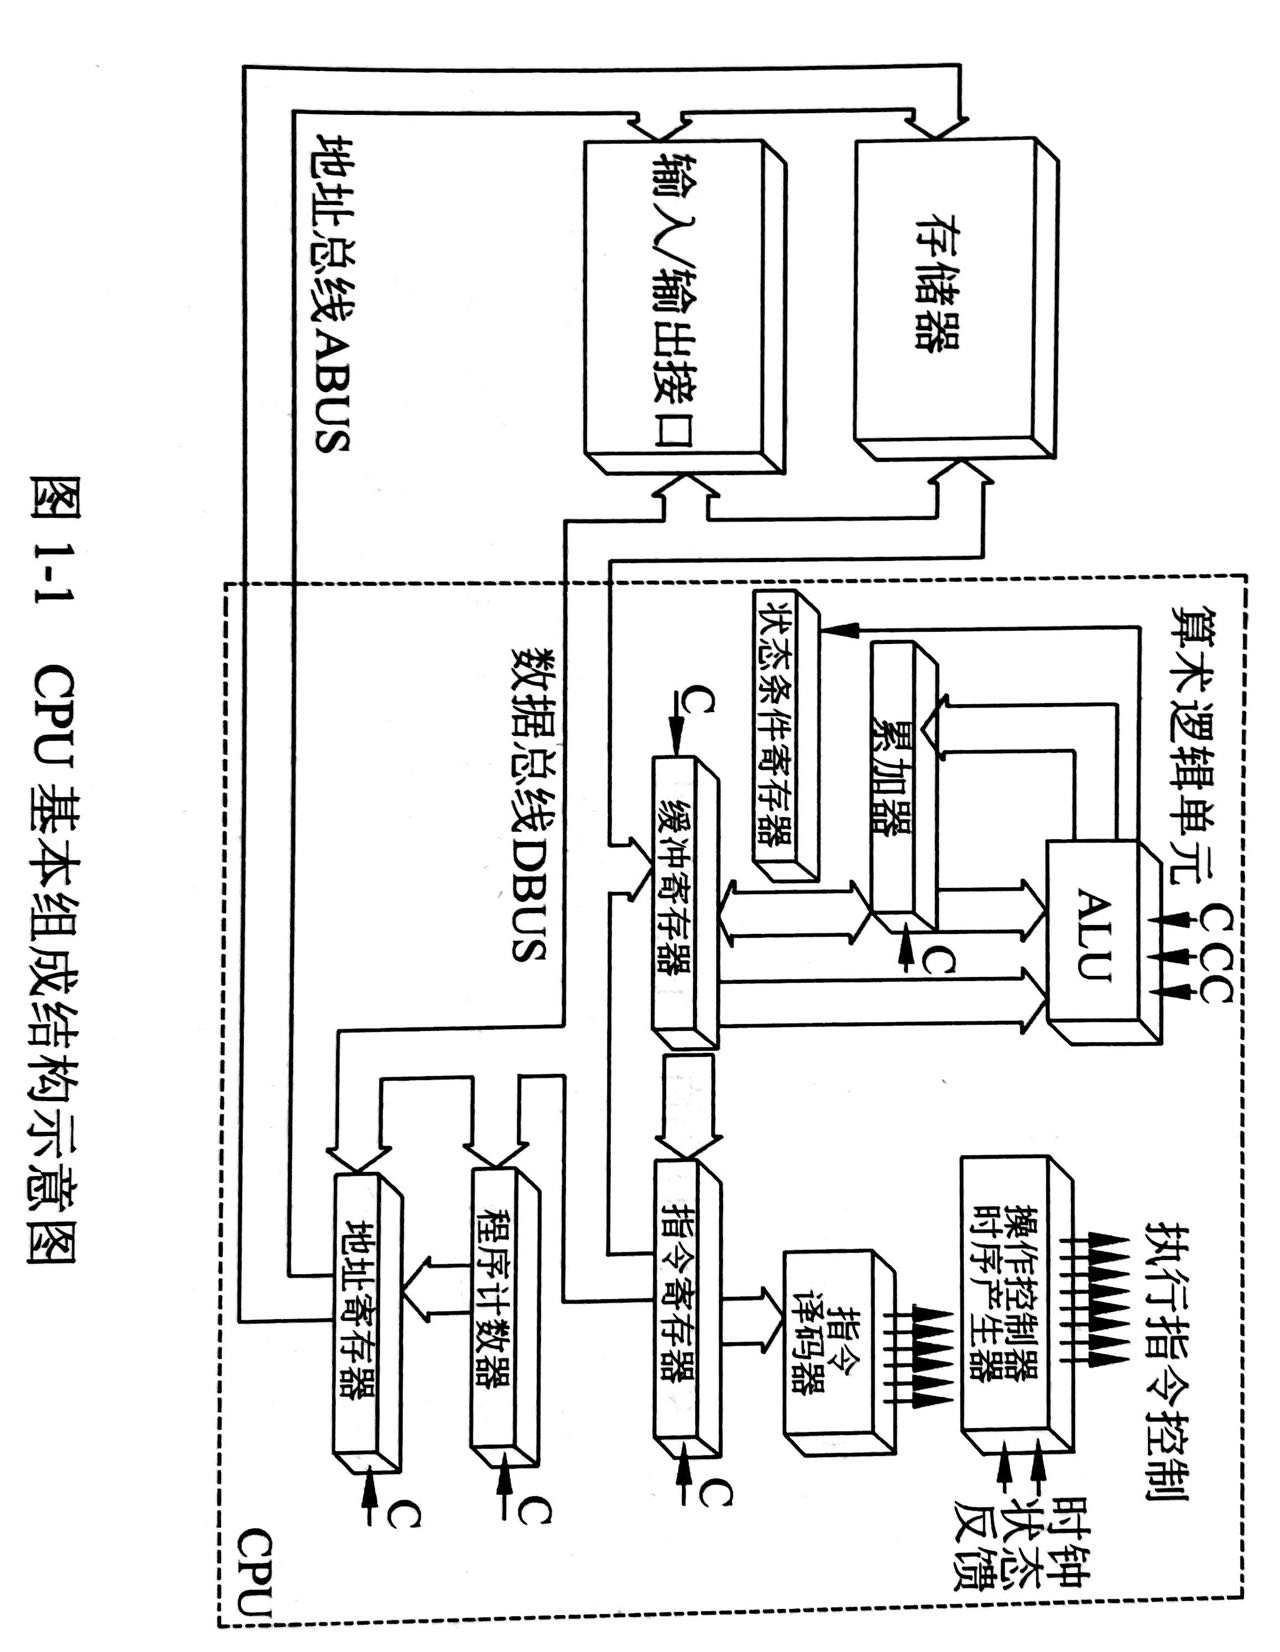 算术逻辑单元
C CC
ALU
执行指令控制
操作控制器
时序产生器
时钟
状态
反馈
存储器
累加器
C
指令
译码器
状态条件寄存器
输入/输出接口
C
缓冲寄存器
指令寄存器
C
数据总线DBUS
程序计数器
C
地址寄存器
C
地址总线ABUS
CPU
图 1-1 CPU 基本组成结构示意图